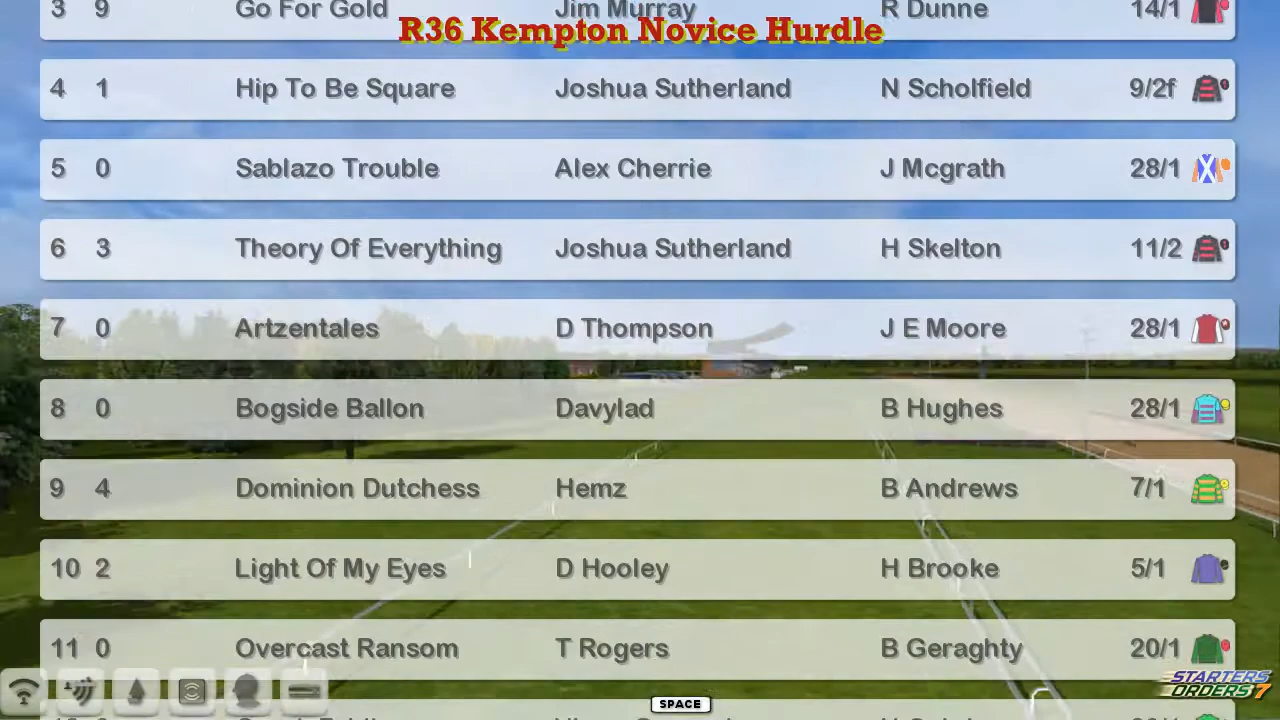 3 9 Go For Gold Jim Murray R Dunne 14/1
R36 Kempton Novice Hurdle
4 1 Hip To Be Square Joshua Sutherland N Scholfield 9/2f
5 0 Sablazo Trouble Alex Cherrie J Mcgrath 28/1
6 3 Theory Of Everything Joshua Sutherland H Skelton 11/2
7 0 Artzentales D Thompson J E Moore 28/1
8 0 Bogside Ballon Davylad B Hughes 28/1
9 4 Dominion Dutchess Hemz B Andrews 7/1
10 2 Light Of My Eyes D Hooley H Brooke 5/1
11 0 Overcast Ransom T Rogers B Geraghty 20/1
STARTERS
ORDERS 7
SPACE